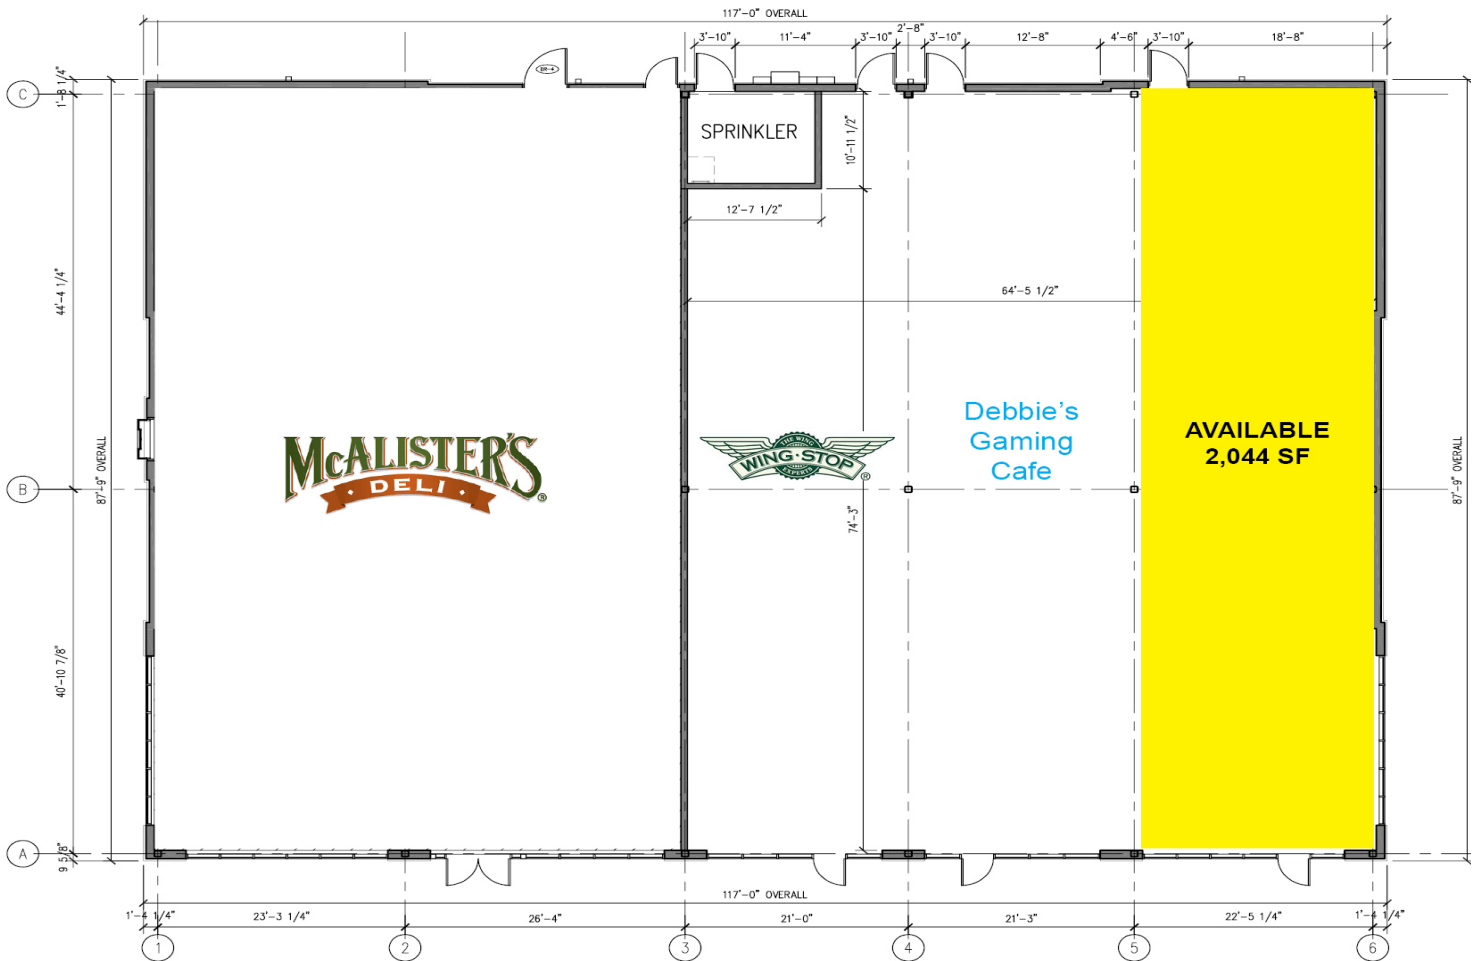 117'-0" OVERALL
2'-8"
3'-10"
11'-4"
3'-10"
3'-10"
12'-8"
4'-6"
3'-10"
18'-8"
DR-4
C
1'-8 1/4"
SPRINKLER
10'-11 1/2"
12'-7 1/2"
44'-4 1/4"
64'-5 1/2"
Debbie's
Gaming
Cafe
AVAILABLE
2,044 SF
McALISTER'S
DELI
®
THE WING
WING·STOP
EXPERTS
®
87'-9" OVERALL
87'-9" OVERALL
B
74'-3"
40'-10 7/8"
A
9 5/8"
117'-0" OVERALL
1'-4 1/4"
23'-3 1/4"
26'-4"
21'-0"
21'-3"
22'-5 1/4"
1'-4 1/4"
1
2
3
4
5
6